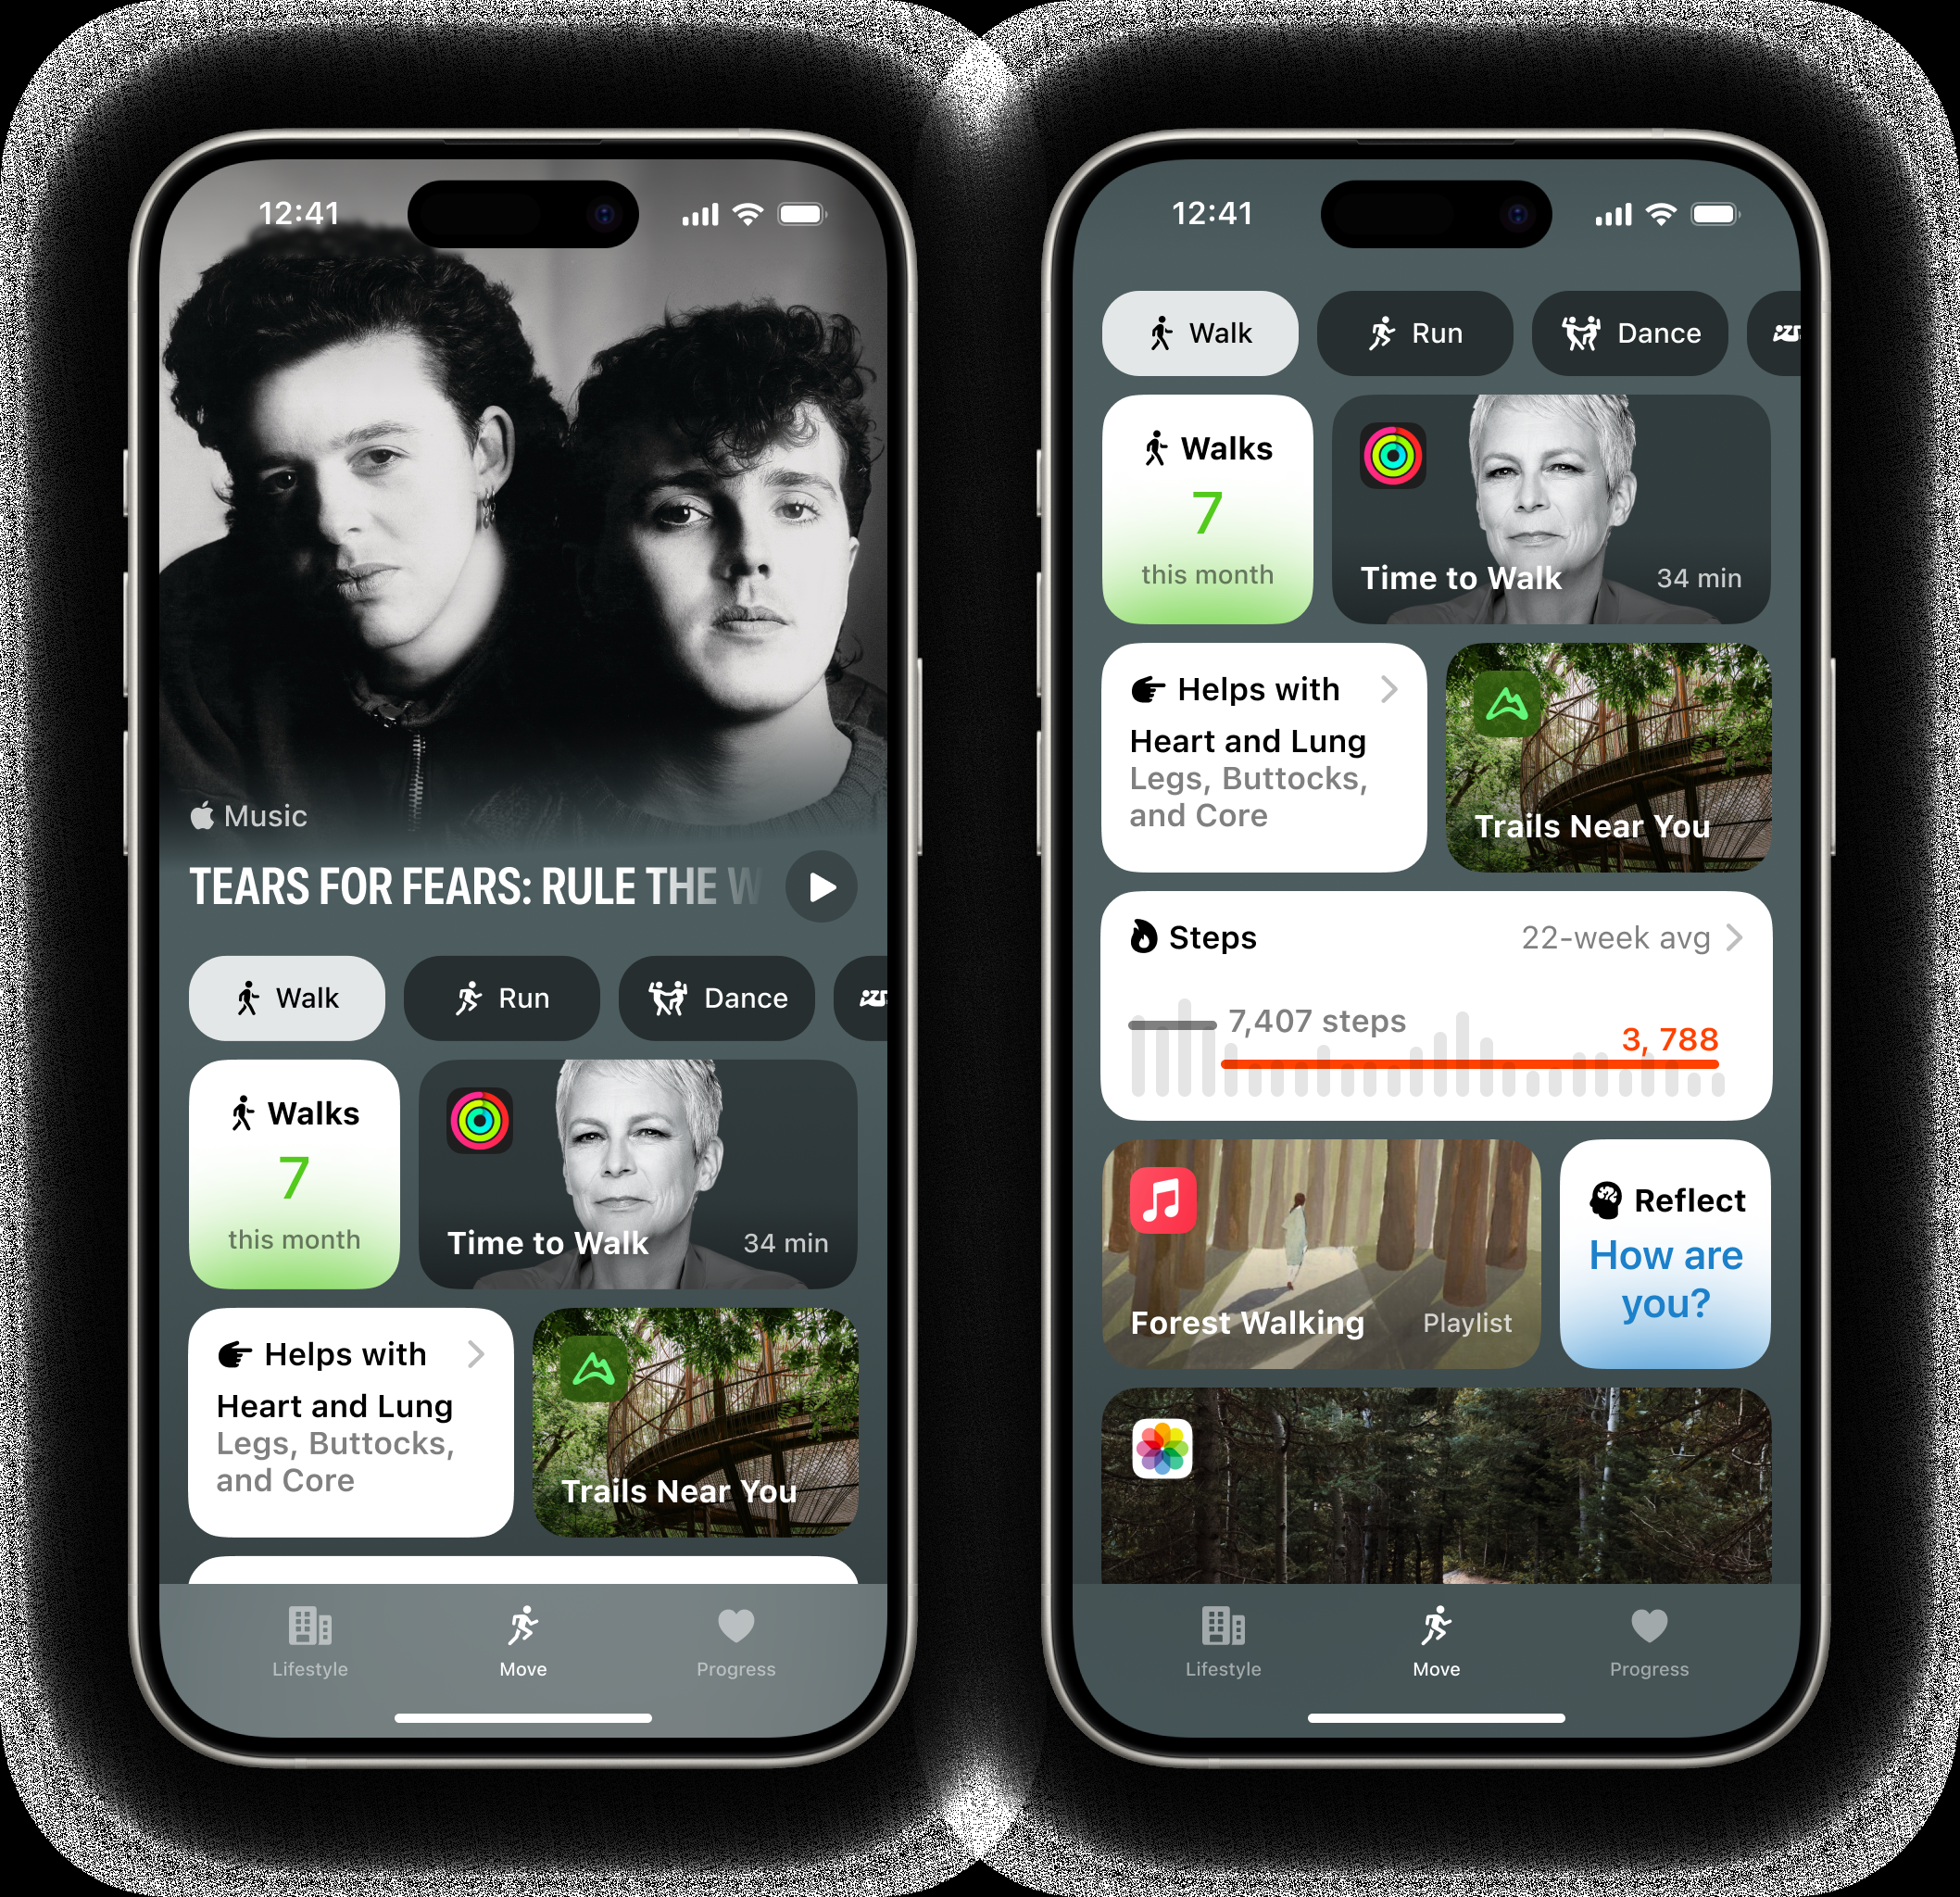 12:41
Music
TEARS FOR FEARS: RULE THE W
Walk
Run
Dance
Walks
7
this month
Time to Walk
34 min
Helps with
Heart and Lung
Legs, Buttocks,
and Core
Trails Near You
Lifestyle
Move
Progress
12:41
Walk
Run
Dance
Walks
7
this month
Time to Walk
34 min
Helps with
Heart and Lung
Legs, Buttocks,
and Core
Trails Near You
Steps
22-week avg
7,407 steps
3, 788
Forest Walking
Playlist
Reflect
How are
you?
Lifestyle
Move
Progress